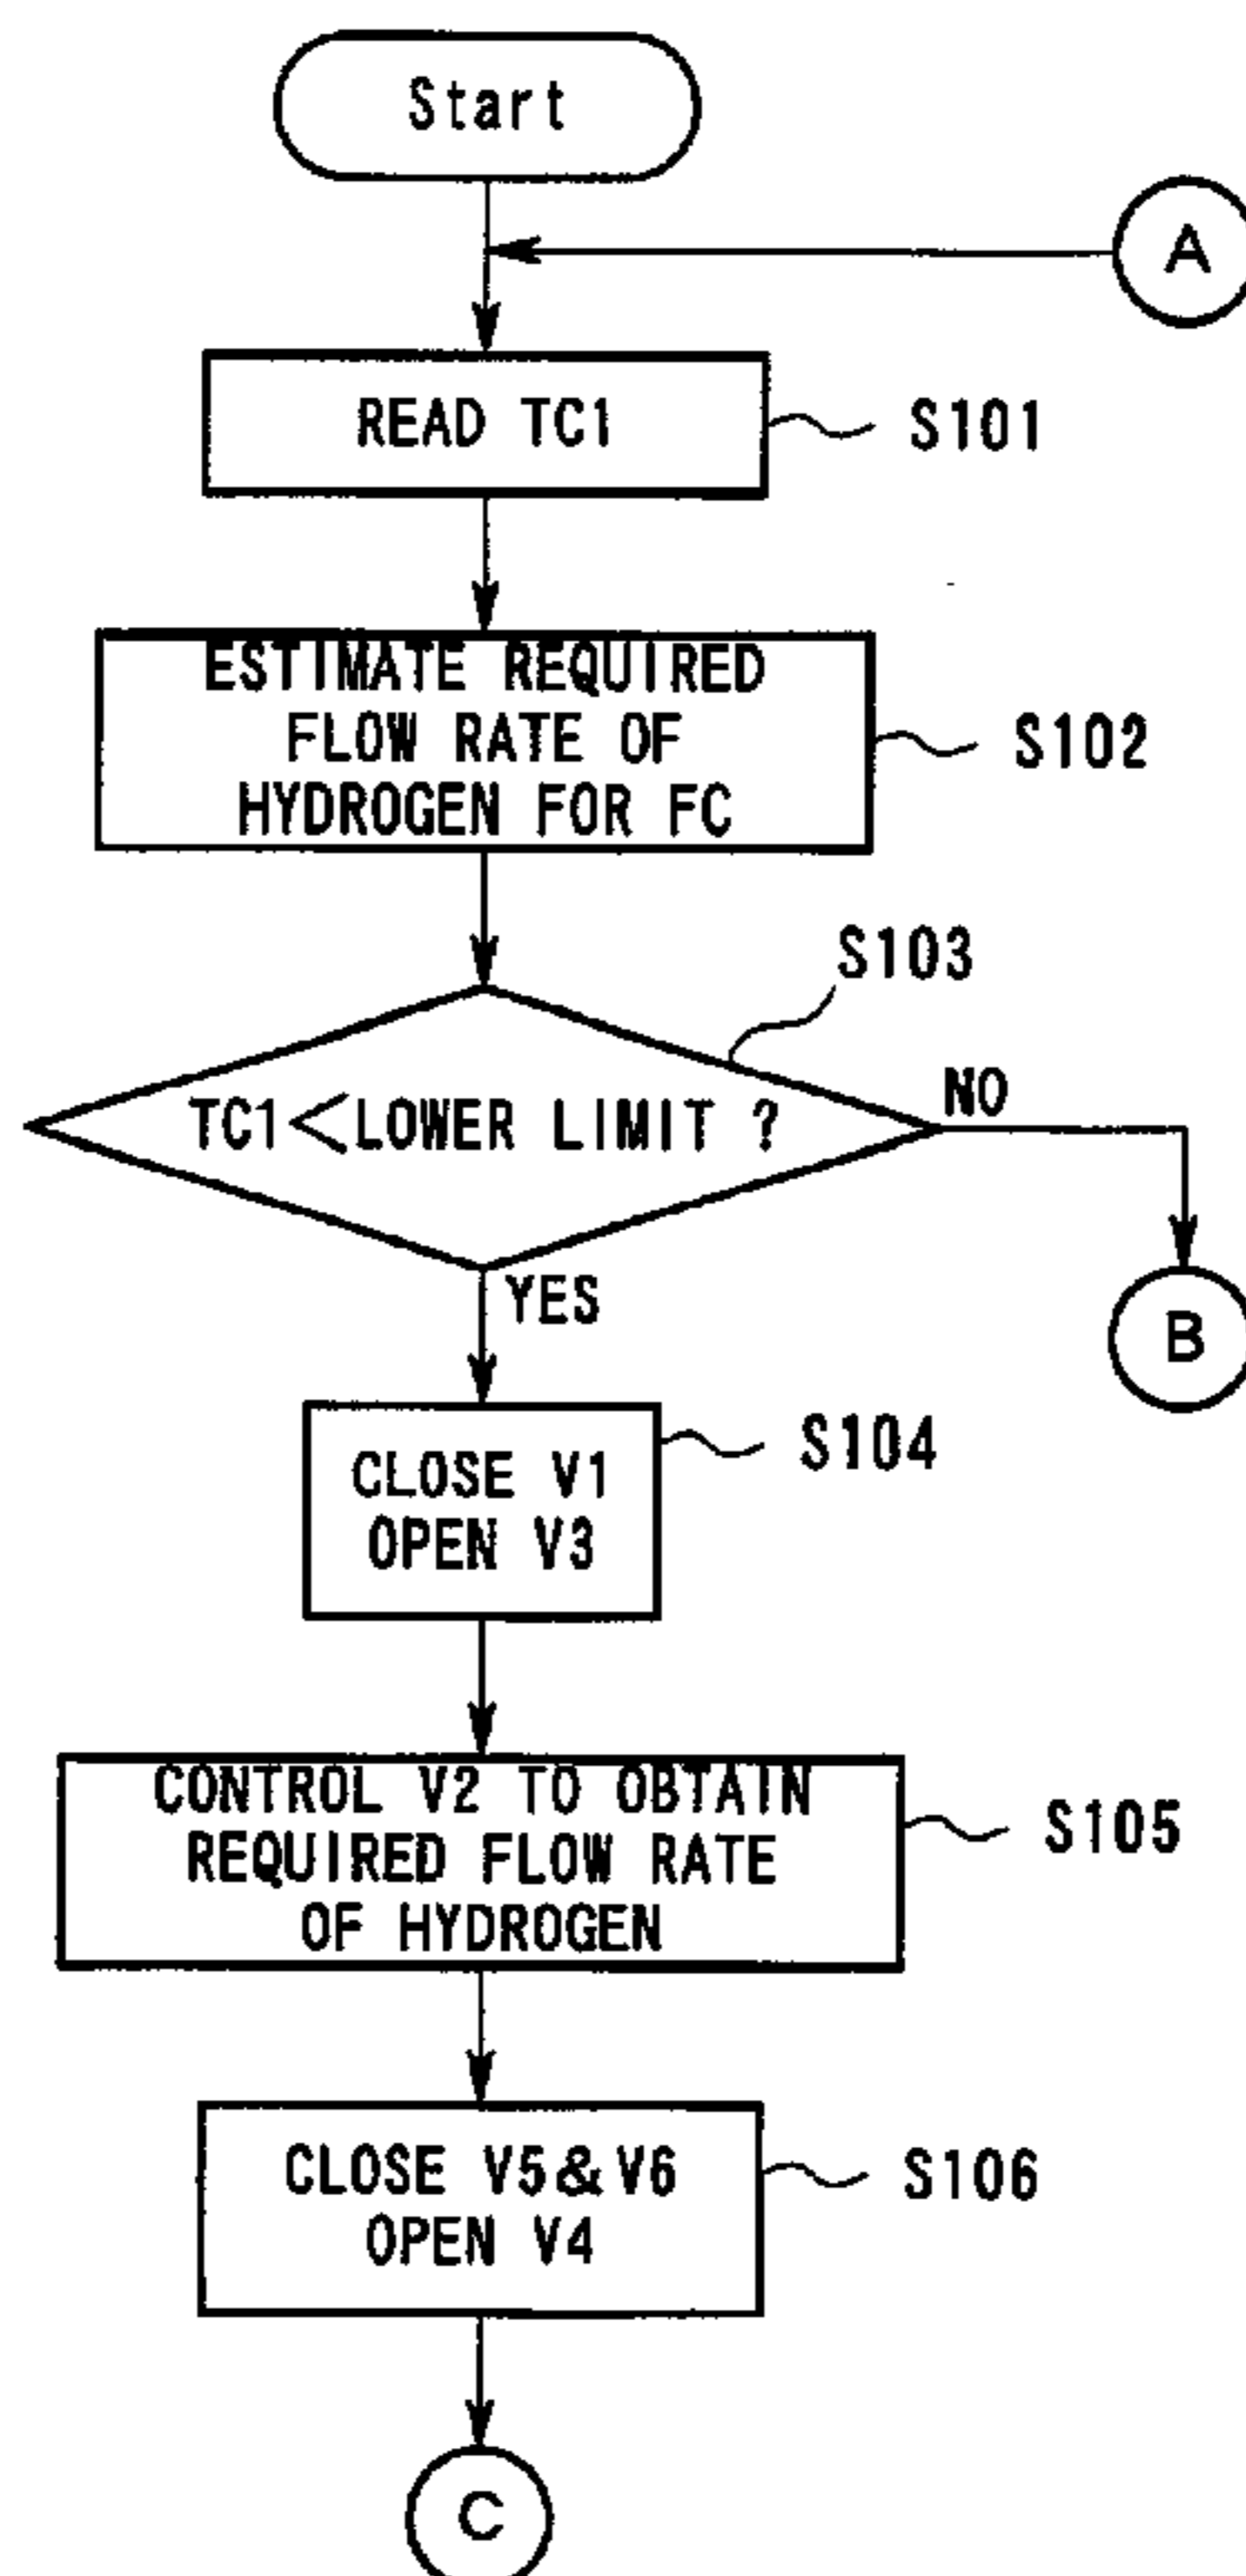 Start
A
READ TC1
S101
ESTIMATE REQUIRED
FLOW RATE OF
HYDROGEN FOR FC
S102
S103
TC1<LOWER LIMIT ?
NO
YES
B
CLOSE V1
OPEN V3
S104
CONTROL V2 TO OBTAIN
REQUIRED FLOW RATE
OF HYDROGEN
S105
CLOSE V5&V6
OPEN V4
S106
C